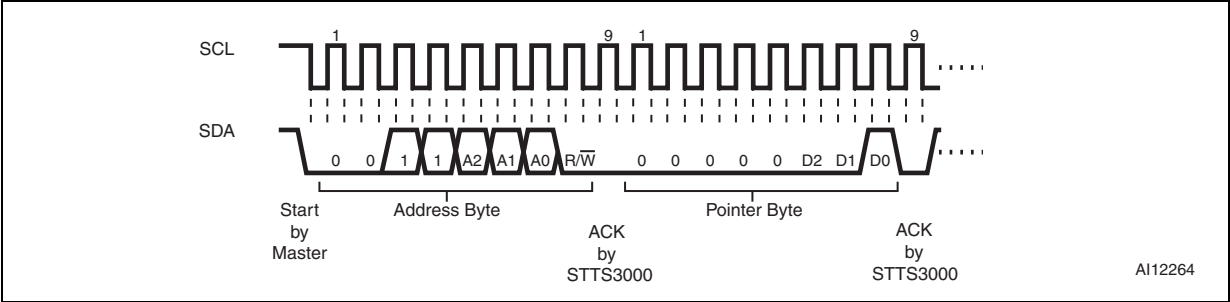 SCL
1 9 1 9
SDA
0 0 1 1 A2 A1 A0 R/W̅ 0 0 0 0 0 D2 D1 D0
Start
by
Master
Address Byte
ACK
by
STTS3000
Pointer Byte
ACK
by
STTS3000
AI12264